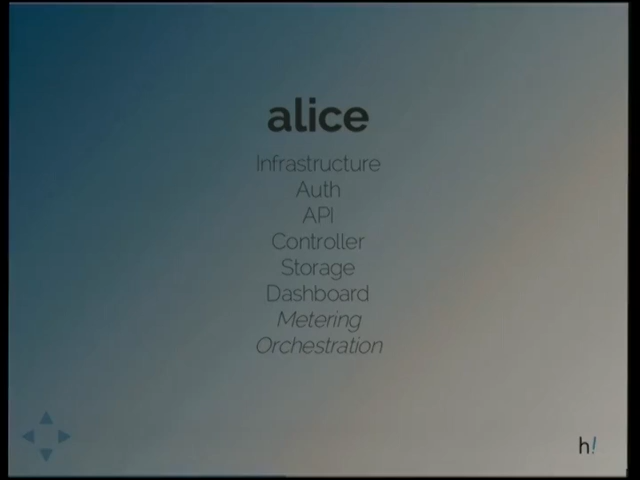 alice
Infrastructure
Auth
API
Controller
Storage
Dashboard
Metering
Orchestration
h!